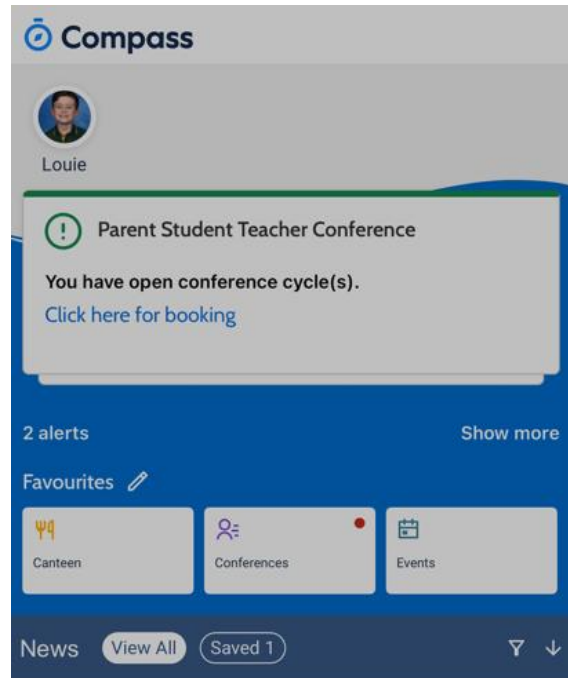 Compass
Louie
Parent Student Teacher Conference
You have open conference cycle(s).
Click here for booking
2 alerts Show more
Favourites
Canteen Conferences Events
News View All Saved 1